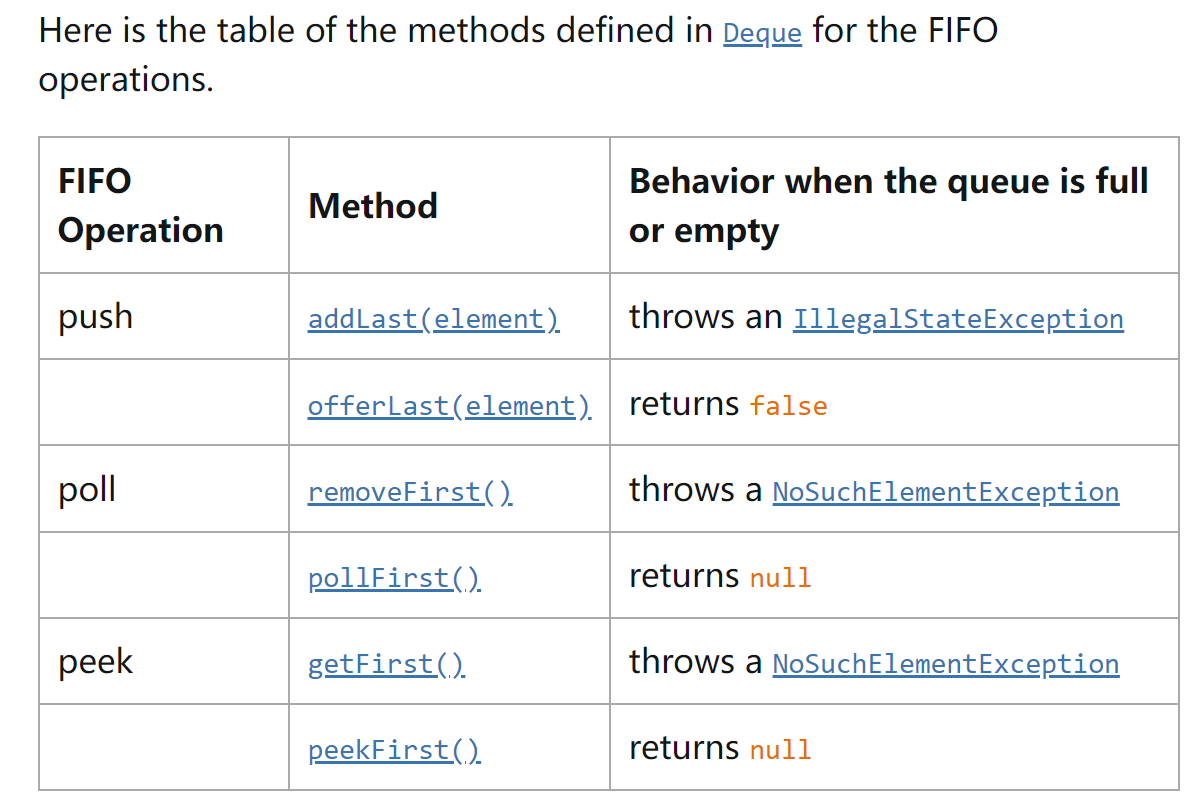 Here is the table of the methods defined in Deque for the FIFO
operations.
FIFO
Operation
Method
Behavior when the queue is full
or empty
push
addLast(element)
throws an IllegalStateException
offerLast(element)
returns false
poll
removeFirst()
throws a NoSuchElementException
pollFirst()
returns null
peek
getFirst()
throws a NoSuchElementException
peekFirst()
returns null